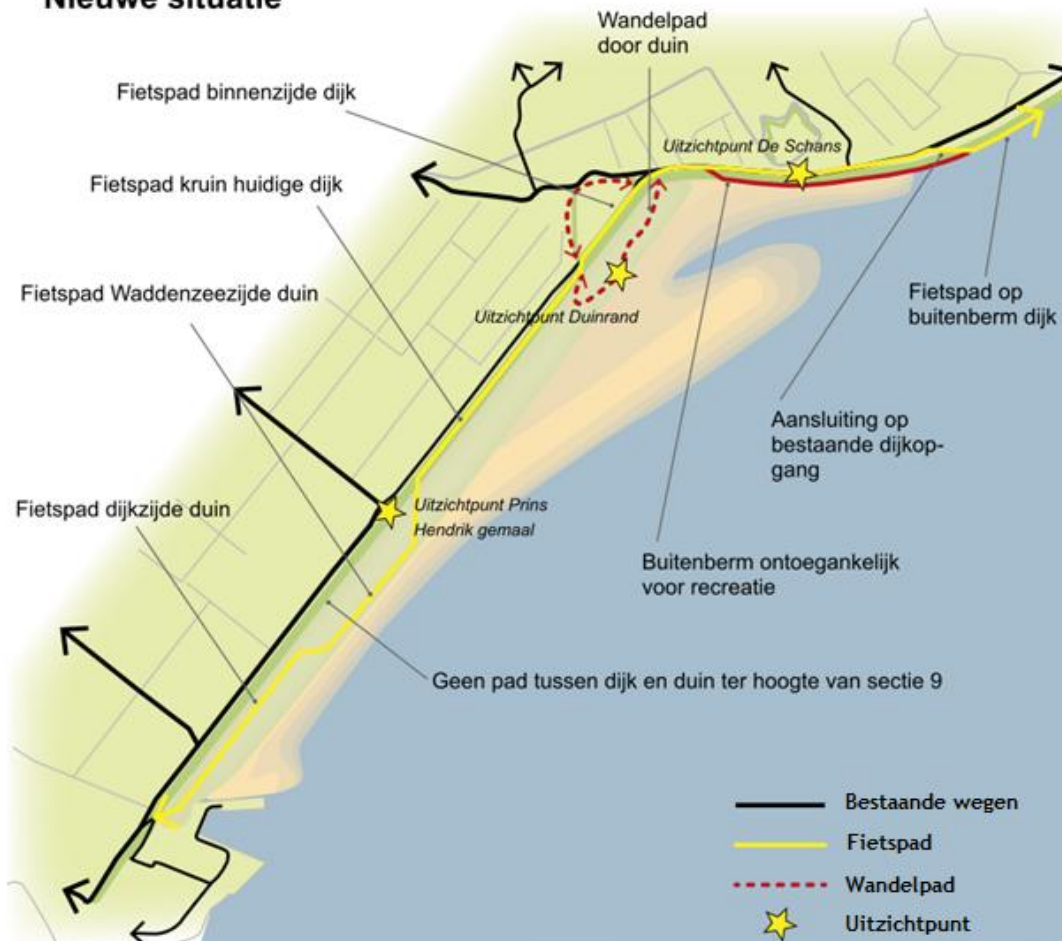 Nieuwe situatie
Wandelpad
door duin
Fietspad binnenzijde dijk
Uitzichtpunt De Schans
Fietspad kruin huidige dijk
Fietspad Waddenzeezijde duin
Uitzichtpunt Duinrand
Fietspad op
buitenberm dijk
Aansluiting op
bestaande dijkop-
gang
Fietspad dijkzijde duin
Uitzichtpunt Prins
Hendrik gemaal
Buitenberm ontoegankelijk
voor recreatie
Geen pad tussen dijk en duin ter hoogte van sectie 9
Bestaande wegen
Fietspad
Wandelpad
Uitzichtpunt